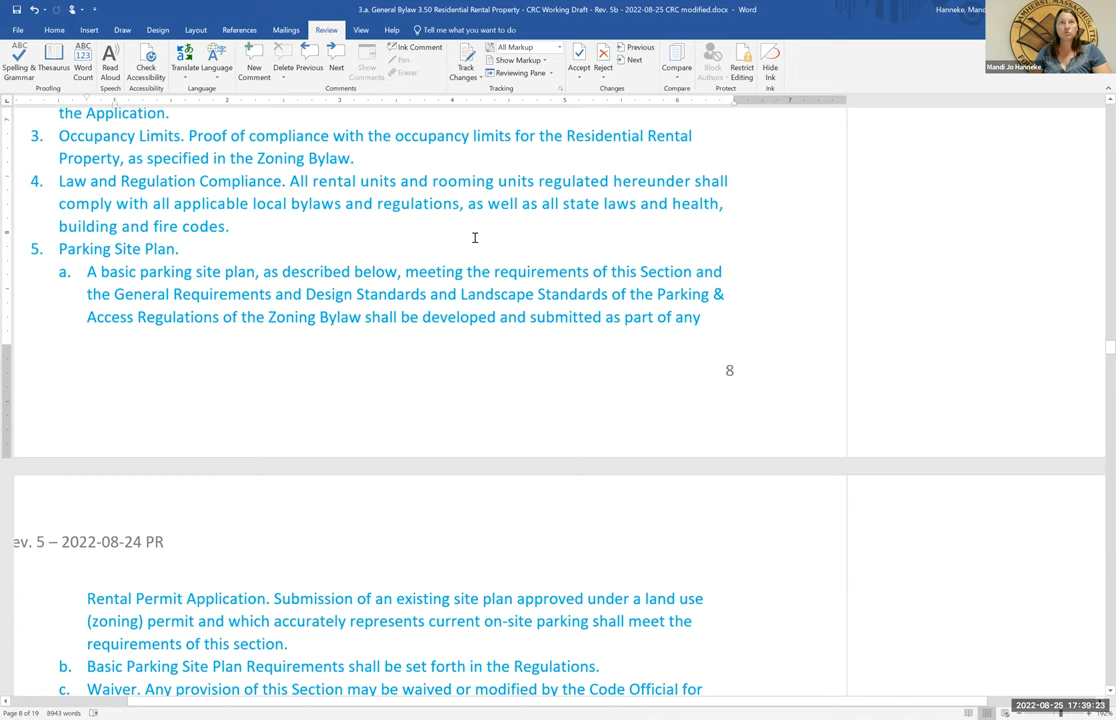 3.a. General Bylaw 3.50 Residential Rental Property - CRC Working Draft - Rev. 5b - 2022-08-25 CRC modified.docx - Word
Hanneke, Mand
File Home Insert Draw Design Layout References Mailings Review View Help Tell me what you want to do
Spelling & Grammar
Thesaurus
Word Count
Read Aloud
Check Accessibility
Translate
Language
New Comment
Delete
Previous
Next
Show Comments
Ink Comment
Pen
Eraser
Track Changes
All Markup
Show Markup
Reviewing Pane
Accept
Reject
Previous
Next
Compare
Block Authors
Restrict Editing
Hide Ink
Proofing Speech Accessibility Language Comments Tracking Changes Compare Protect Ink
Mandi Jo Hanneke
the Application.
3. Occupancy Limits. Proof of compliance with the occupancy limits for the Residential Rental
Property, as specified in the Zoning Bylaw.
4. Law and Regulation Compliance. All rental units and rooming units regulated hereunder shall
comply with all applicable local bylaws and regulations, as well as all state laws and health,
building and fire codes.
5. Parking Site Plan.
a. A basic parking site plan, as described below, meeting the requirements of this Section and
the General Requirements and Design Standards and Landscape Standards of the Parking &
Access Regulations of the Zoning Bylaw shall be developed and submitted as part of any
8
ev. 5 – 2022-08-24 PR
Rental Permit Application. Submission of an existing site plan approved under a land use
(zoning) permit and which accurately represents current on-site parking shall meet the
requirements of this section.
b. Basic Parking Site Plan Requirements shall be set forth in the Regulations.
c. Waiver. Any provision of this Section may be waived or modified by the Code Official for
Page 8 of 19 8943 words
2022-08-25 17:39:23
192%